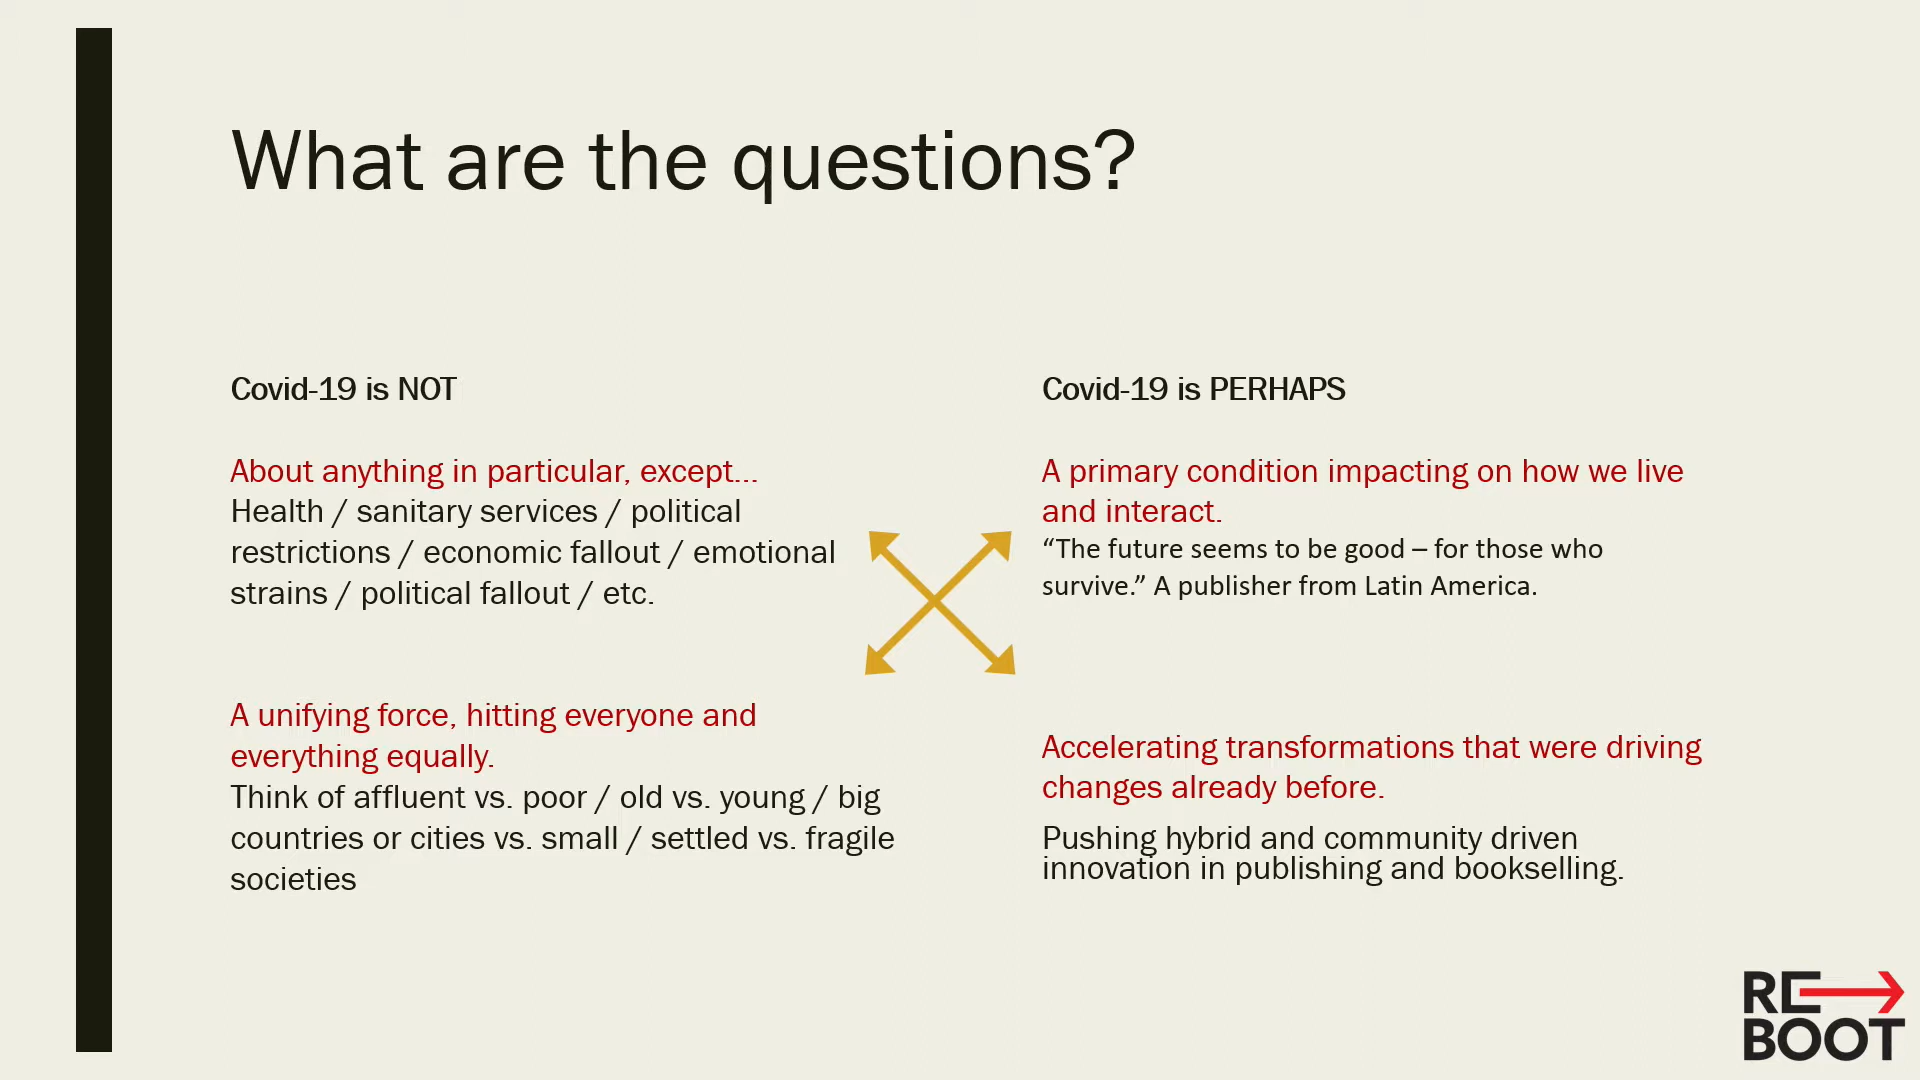 What are the questions?
Covid-19 is NOT
About anything in particular, except...
Health / sanitary services / political
restrictions / economic fallout / emotional
strains / political fallout / etc.
A unifying force, hitting everyone and
everything equally.
Think of affluent vs. poor / old vs. young / big
countries or cities vs. small / settled vs. fragile
societies
Covid-19 is PERHAPS
A primary condition impacting on how we live
and interact.
“The future seems to be good – for those who
survive.” A publisher from Latin America.
Accelerating transformations that were driving
changes already before.
Pushing hybrid and community driven
innovation in publishing and bookselling.
RE
BOOT